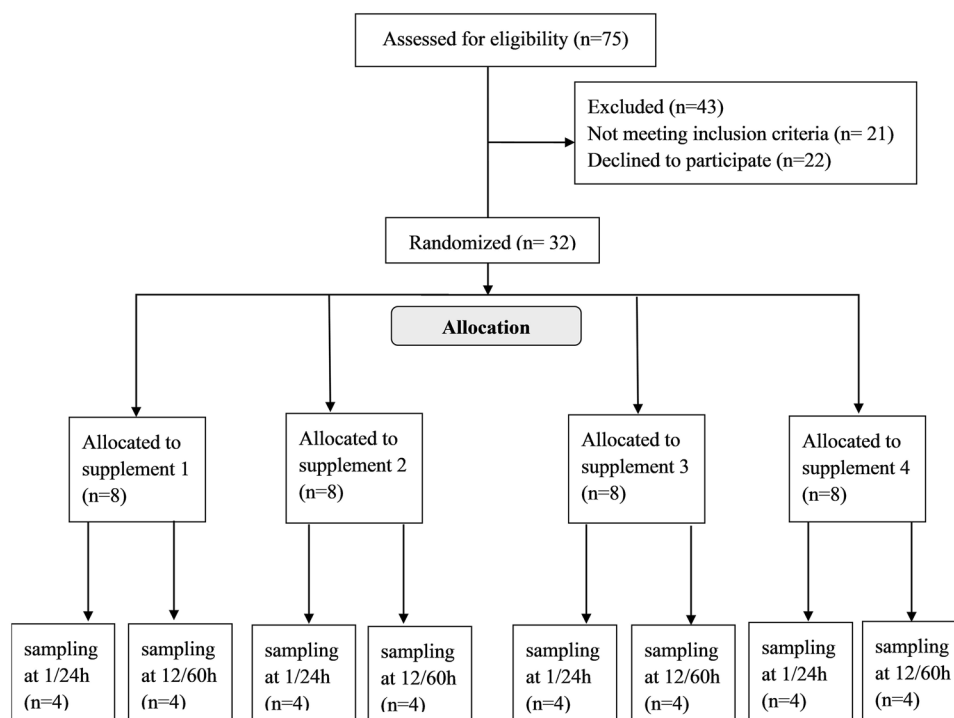 Assessed for eligibility (n=75)
Excluded (n=43)
Not meeting inclusion criteria (n= 21)
Declined to participate (n=22)
Randomized (n= 32)
Allocation
Allocated to
supplement 1
(n=8)
Allocated to
supplement 2
(n=8)
Allocated to
supplement 3
(n=8)
Allocated to
supplement 4
(n=8)
sampling
at 1/24h
(n=4)
sampling
at 12/60h
(n=4)
sampling
at 1/24h
(n=4)
sampling
at 12/60h
(n=4)
sampling
at 1/24h
(n=4)
sampling
at 12/60h
(n=4)
sampling
at 1/24h
(n=4)
sampling
at 12/60h
(n=4)